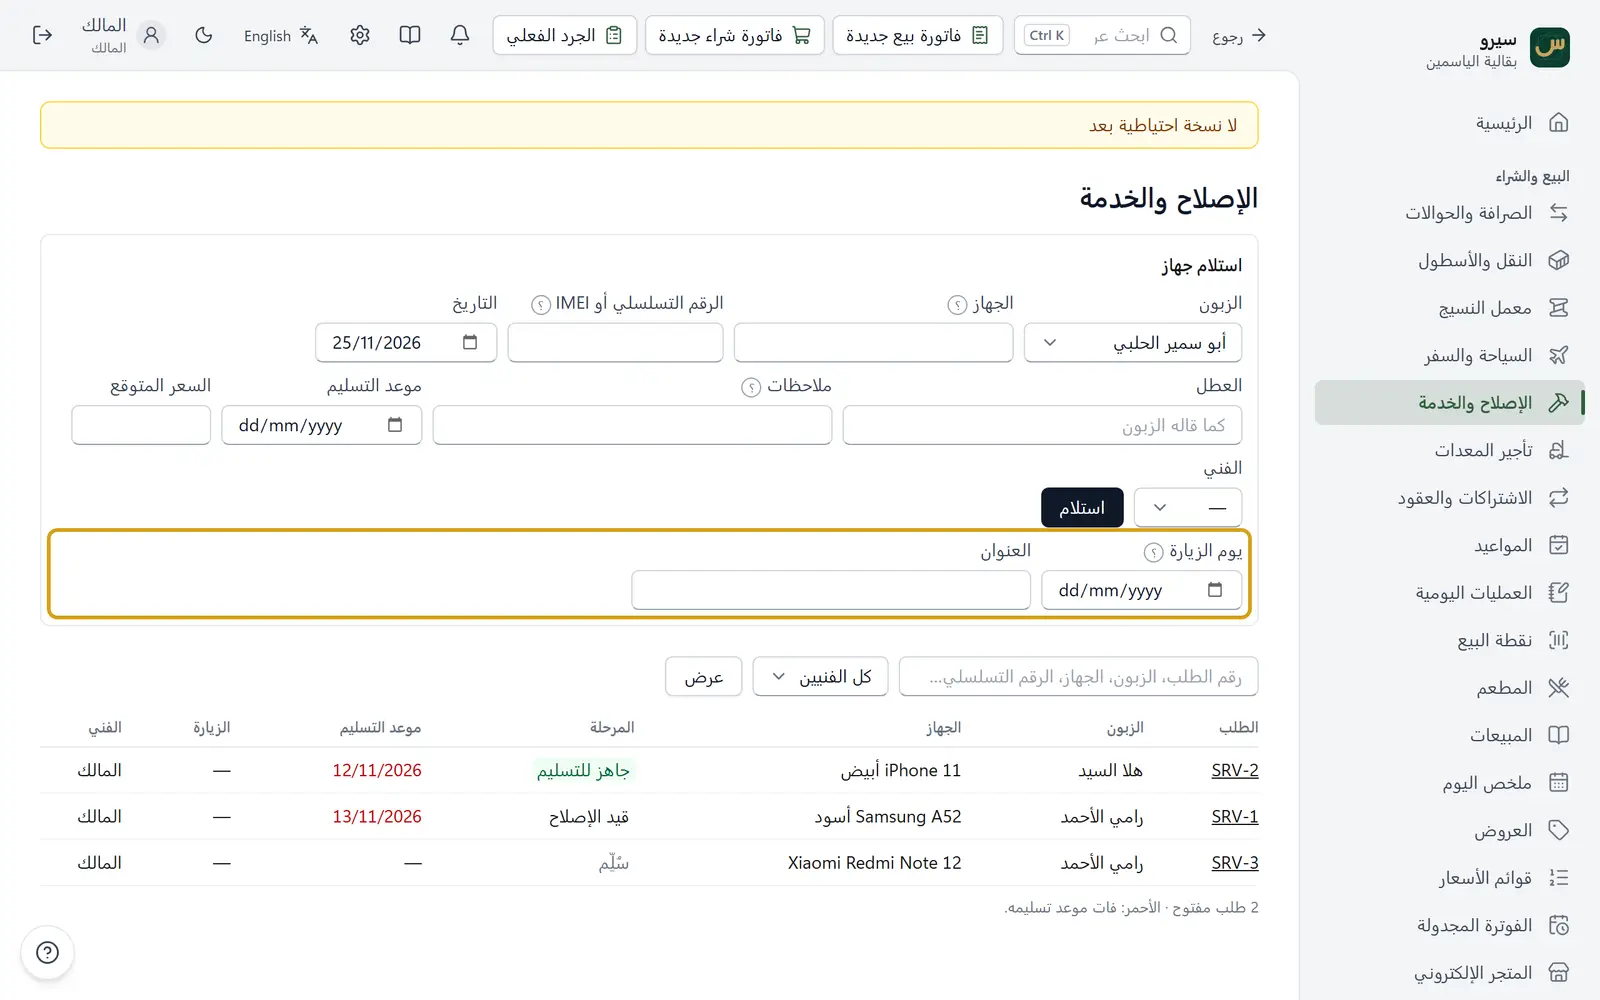 سيرو
بقالية الياسمين
الرئيسية
البيع والشراء
الصرافة والحوالات
النقل والأسطول
معمل النسيج
السياحة والسفر
الإصلاح والخدمة
تأجير المعدات
الاشتراكات والعقود
المواعيد
العمليات اليومية
نقطة البيع
المطعم
المبيعات
ملخص اليوم
العروض
قوائم الأسعار
الفوترة المجدولة
المتجر الإلكتروني
رجوع
ابحث عر Ctrl K
فاتورة بيع جديدة
فاتورة شراء جديدة
الجرد الفعلي
English
المالك
المالك
لا نسخة احتياطية بعد
الإصلاح والخدمة
استلام جهاز
الزبون الجهاز ؟ الرقم التسلسلي أو IMEI ؟ التاريخ
أبو سمير الحلبي 25/11/2026
العطل ملاحظات ؟ موعد التسليم السعر المتوقع
كما قاله الزبون dd/mm/yyyy
الفني
— استلام
يوم الزيارة ؟ العنوان
dd/mm/yyyy
رقم الطلب، الزبون، الجهاز، الرقم التسلسلي... كل الفنيين عرض
الطلب الزبون الجهاز المرحلة موعد التسليم الزيارة الفني
SRV-2 هلا السيد iPhone 11 أبيض جاهز للتسليم 12/11/2026 — المالك
SRV-1 رامي الأحمد Samsung A52 أسود قيد الإصلاح 13/11/2026 — المالك
SRV-3 رامي الأحمد Xiaomi Redmi Note 12 سُلِّم — — المالك
2 طلب مفتوح · الأحمر: فات موعد تسليمه.